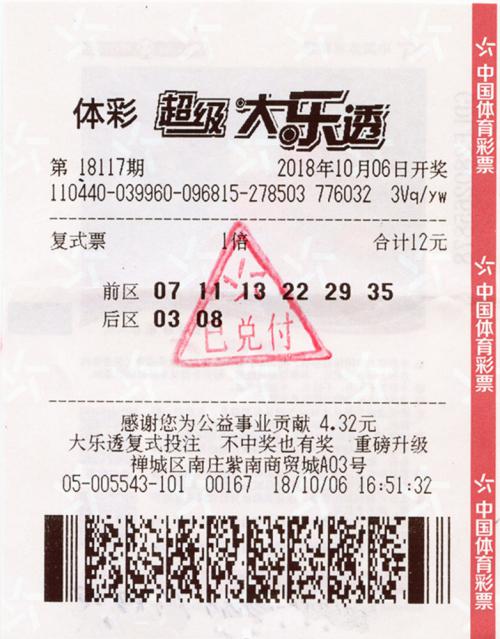 体彩 超级大乐透
第 18117期 2018年10月06日开奖
110440-039960-096815-278503 776032 3Vq/yw
复式票 1倍 合计12元
前区 07 11 13 22 29 35
后区 03 08
已兑付
感谢您为公益事业贡献 4.32元
大乐透复式投注 不中奖也有奖 重磅升级
禅城区南庄紫南商贸城A03号
05-005543-101 00167 18/10/06 16:51:32
中国体育彩票
中国体育彩票
中国体育彩票